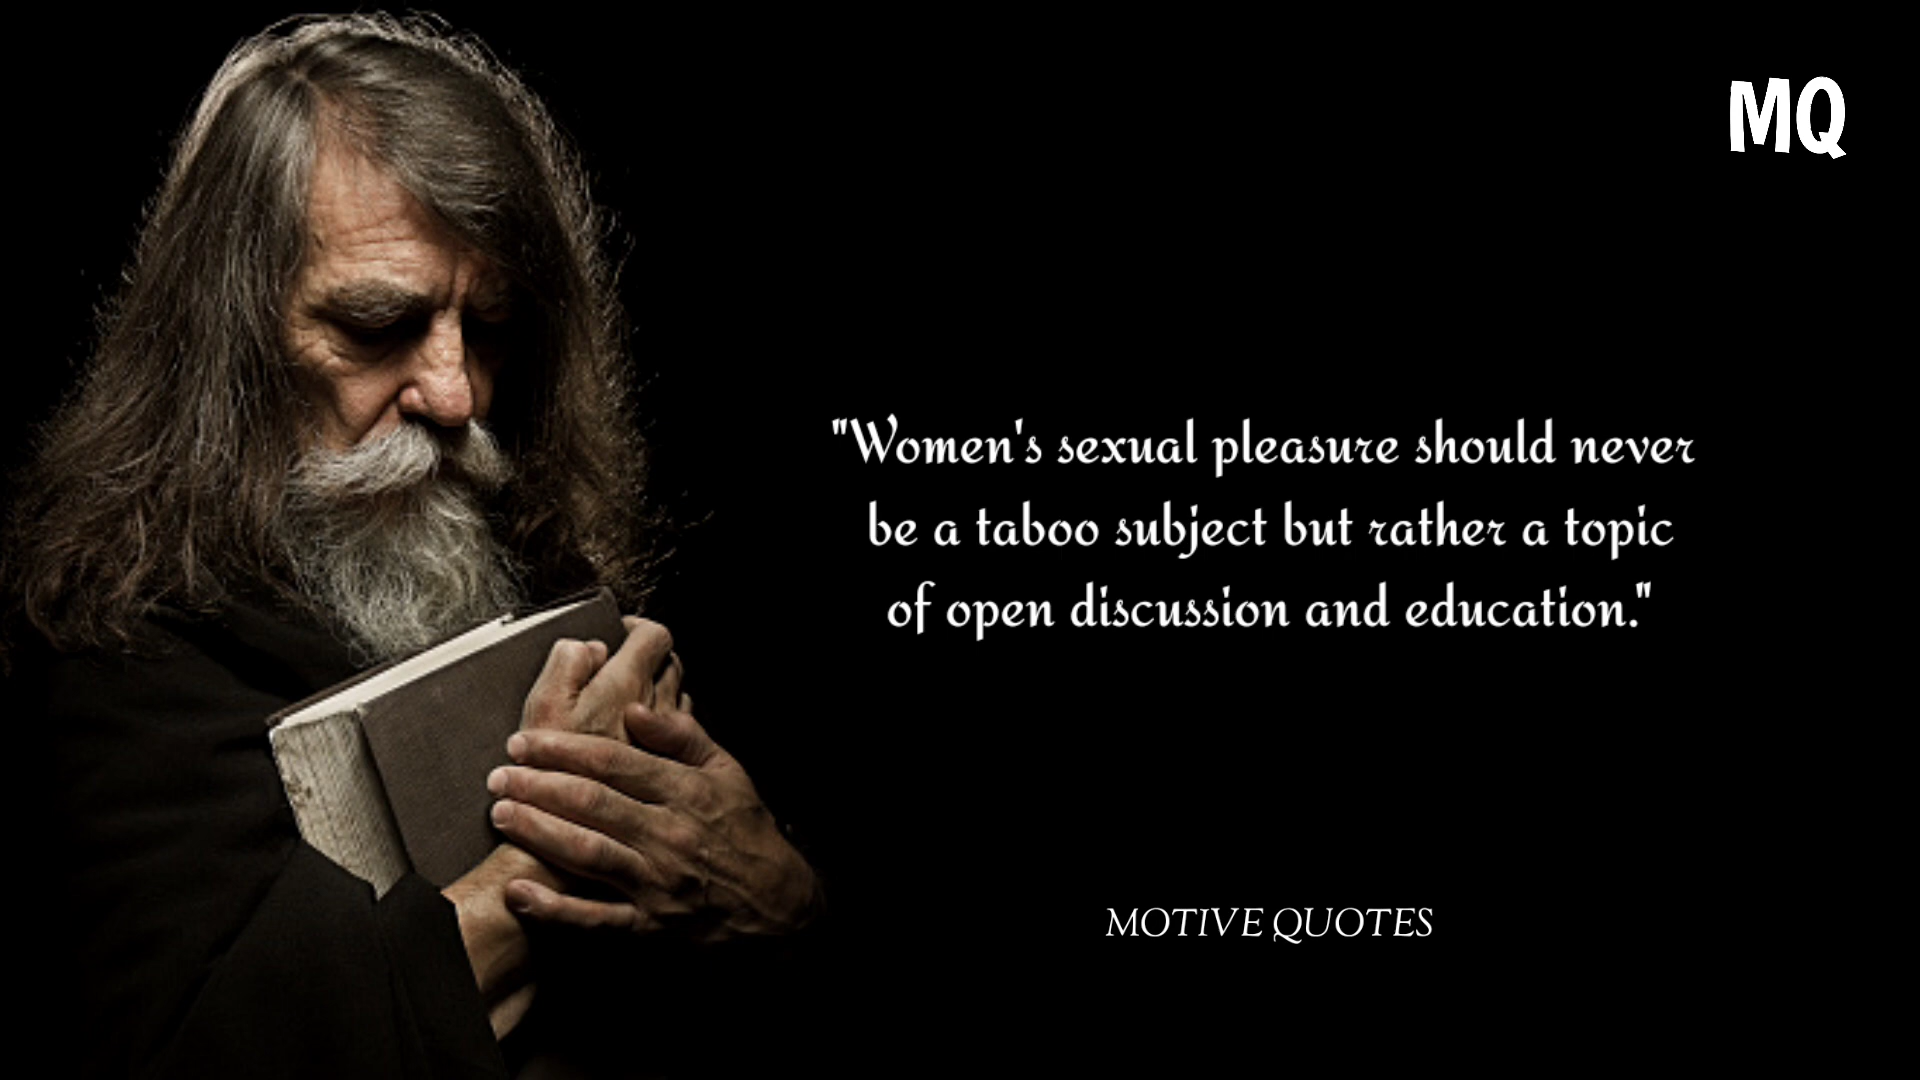 MQ
"Women's sexual pleasure should never
be a taboo subject but rather a topic
of open discussion and education."
MOTIVE QUOTES